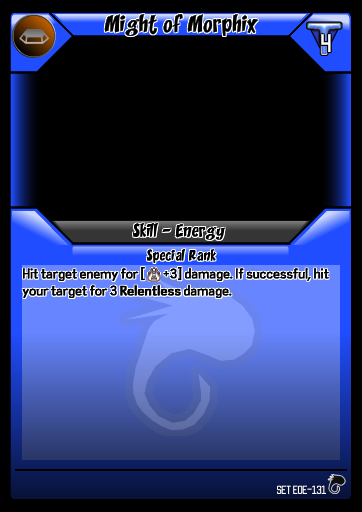 Might of Morphix
4
Skill - Energy
Special Rank
Hit target enemy for [ +3] damage. If successful, hit
your target for 3 Relentless damage.
SET EOE-131